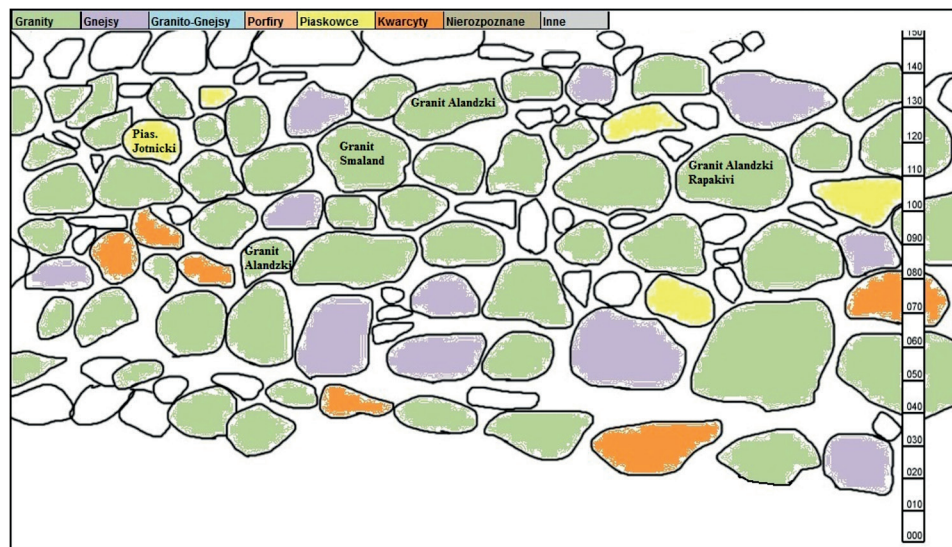 Granity Gnejsy Granito-Gnejsy Porfiry Piaskowce Kwarcyty Nierozpoznane Inne
150
140
Granit Alandzki
130
Pias.
Jotnicki
120
Granit
Smaland
Granit Alandzki
Rapakivi
110
100
090
Granit
Alandzki
080
070
060
050
040
030
020
010
000